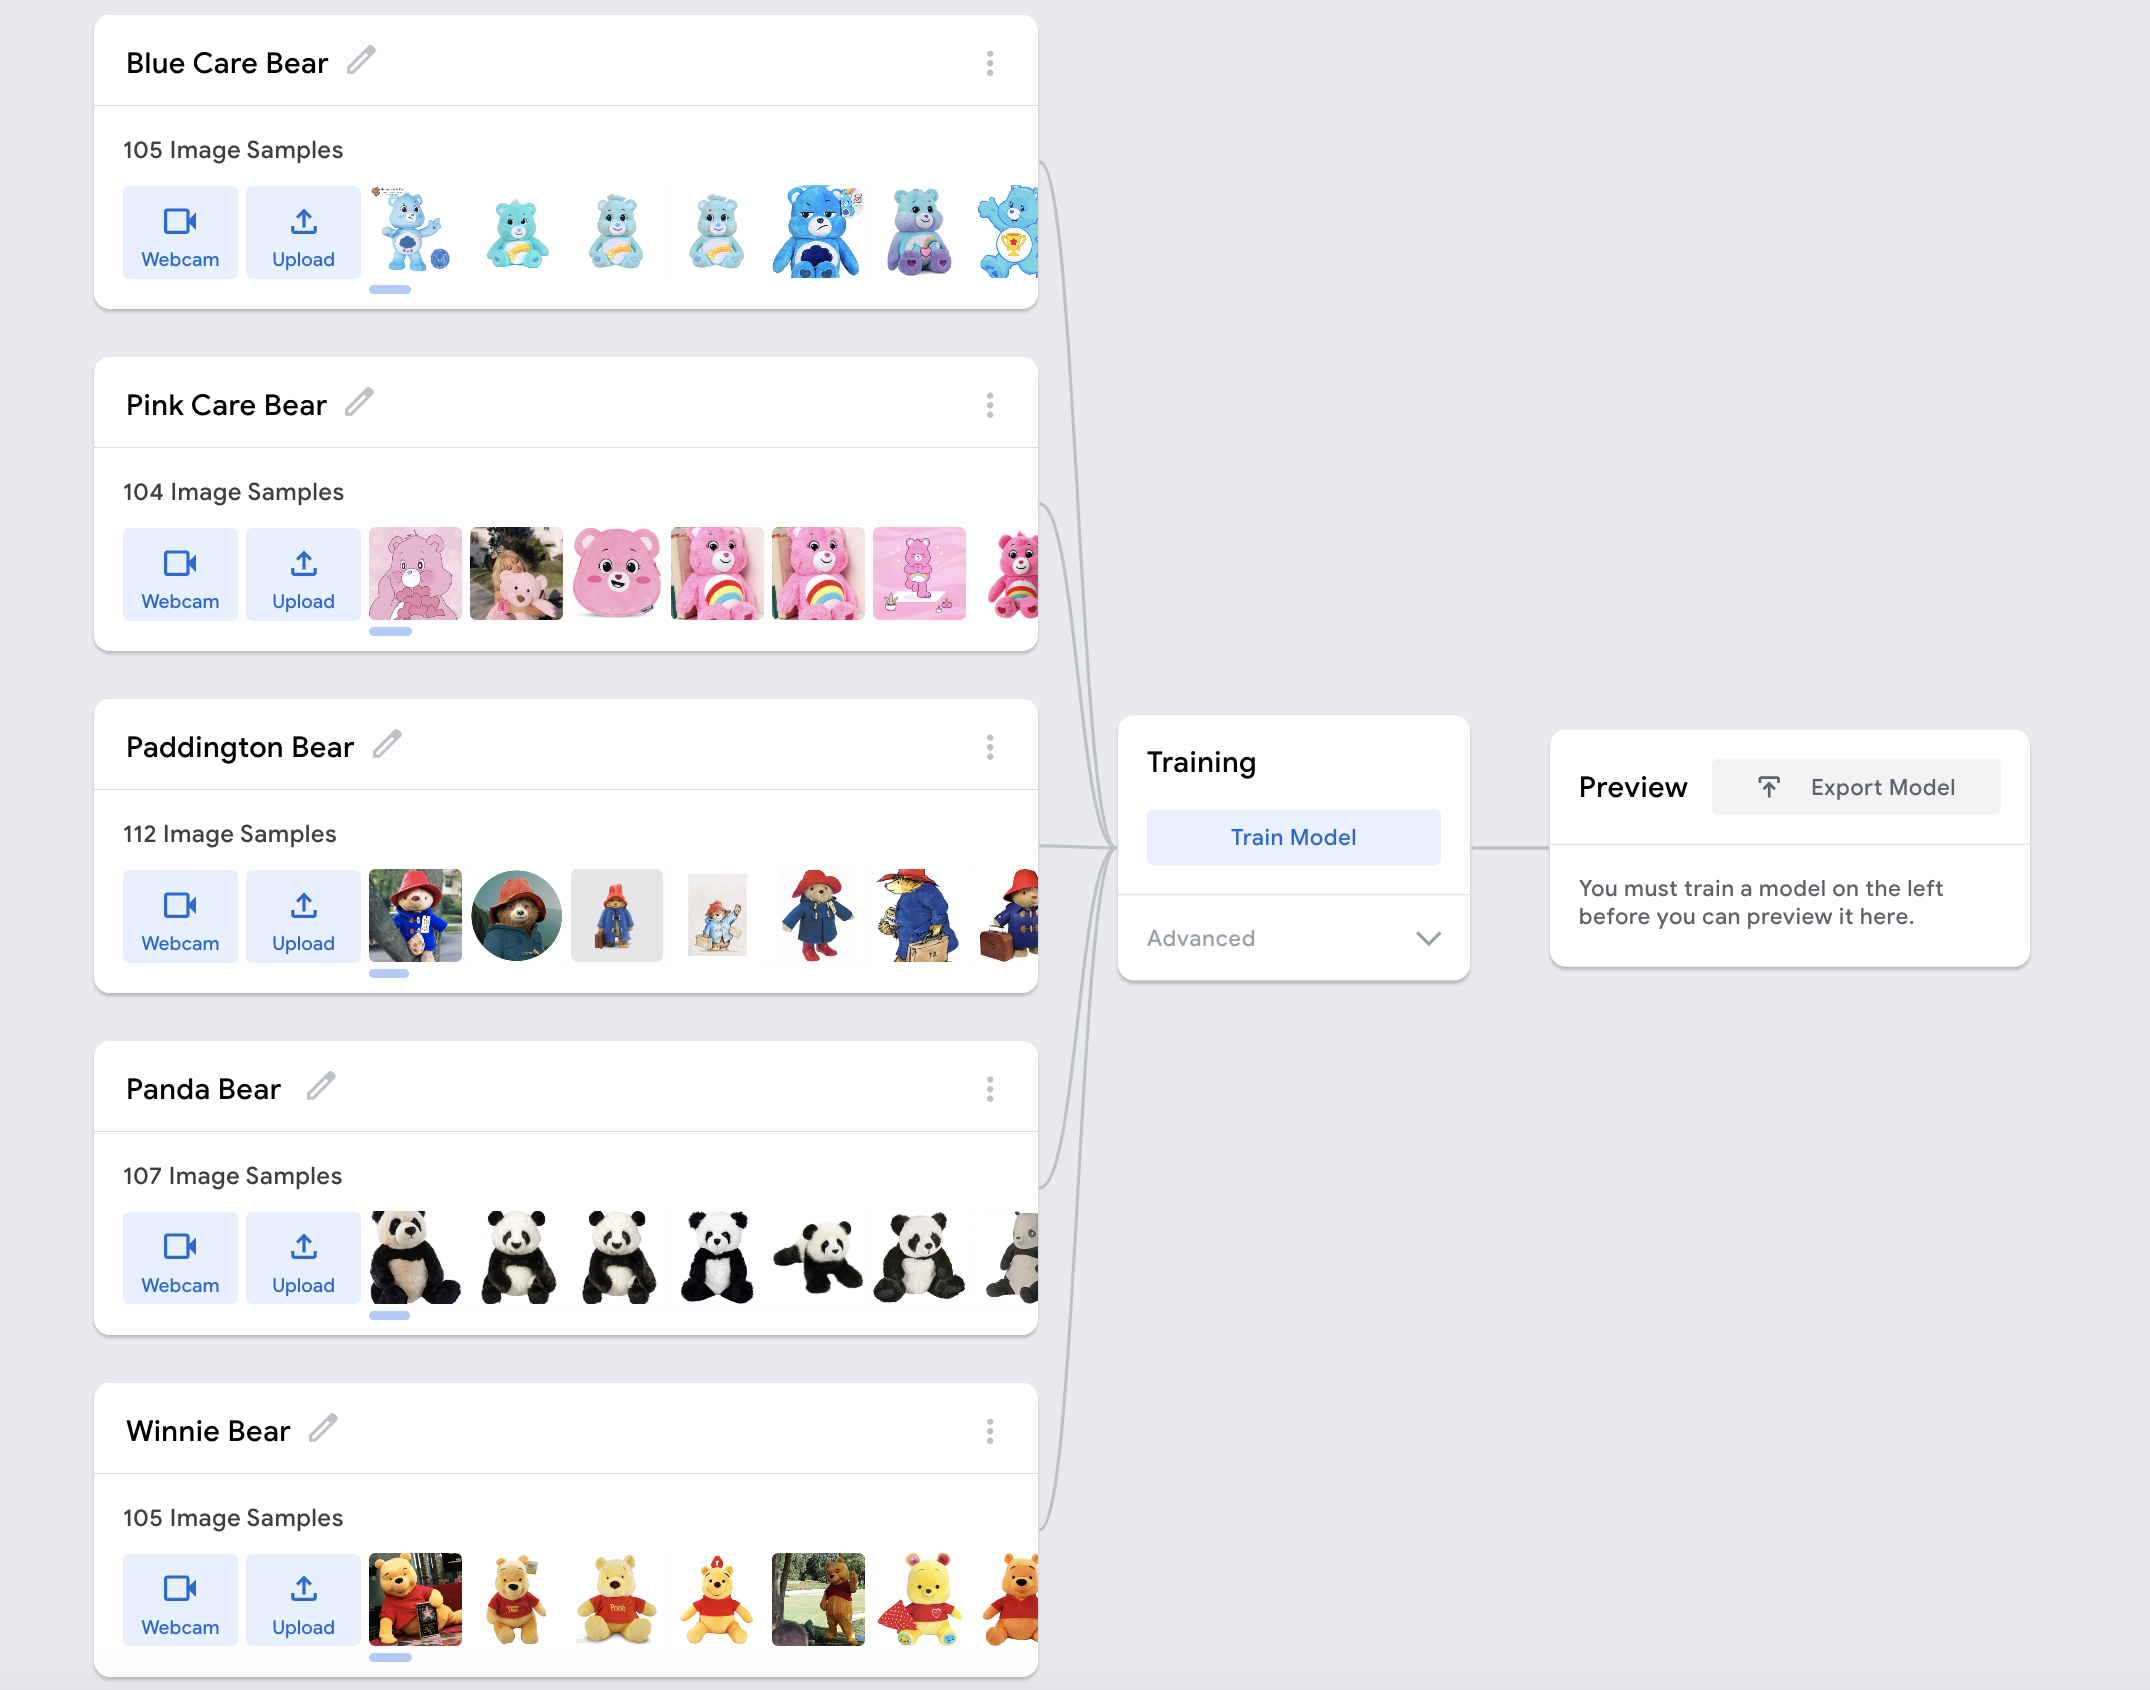 Blue Care Bear
105 Image Samples
Webcam
Upload
Pink Care Bear
104 Image Samples
Webcam
Upload
Paddington Bear
112 Image Samples
Webcam
Upload
Panda Bear
107 Image Samples
Webcam
Upload
Winnie Bear
105 Image Samples
Webcam
Upload
Pooh
Training
Train Model
Advanced
Preview
Export Model
You must train a model on the left
before you can preview it here.